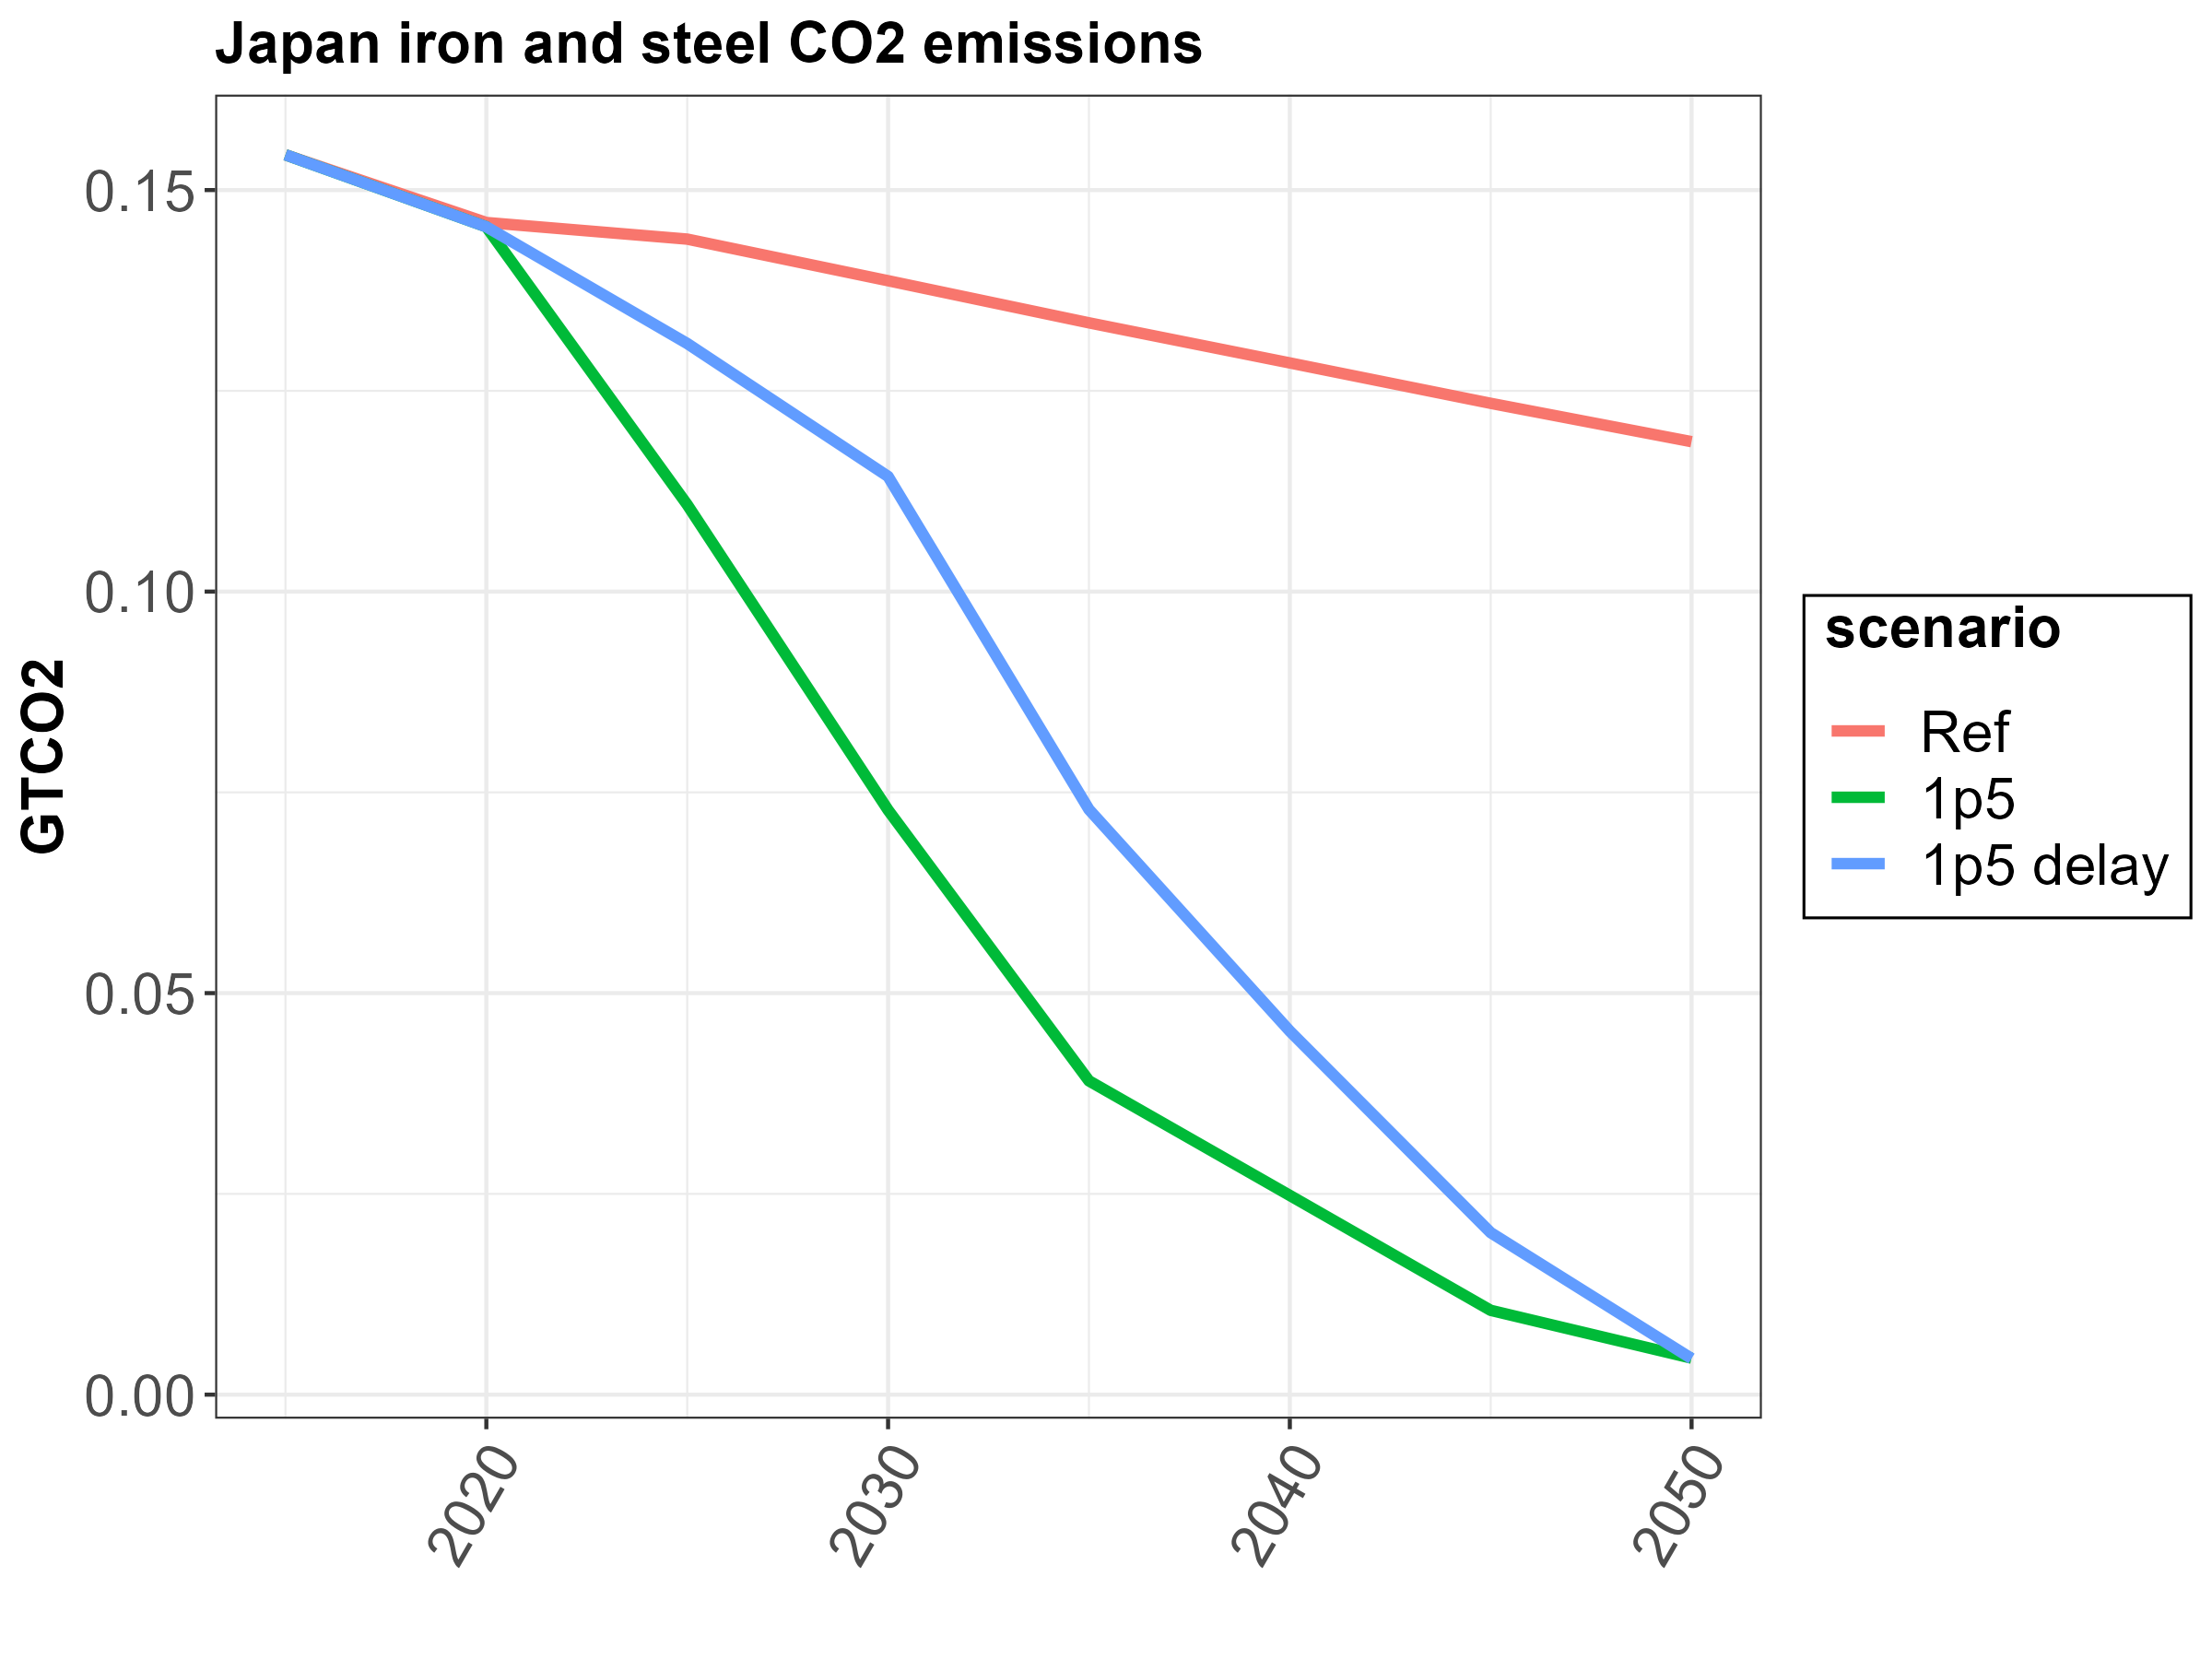 Japan iron and steel CO2 emissions
GTCO2
0.15
0.10
0.05
0.00
2020
2030
2040
2050
scenario
Ref
1p5
1p5 delay